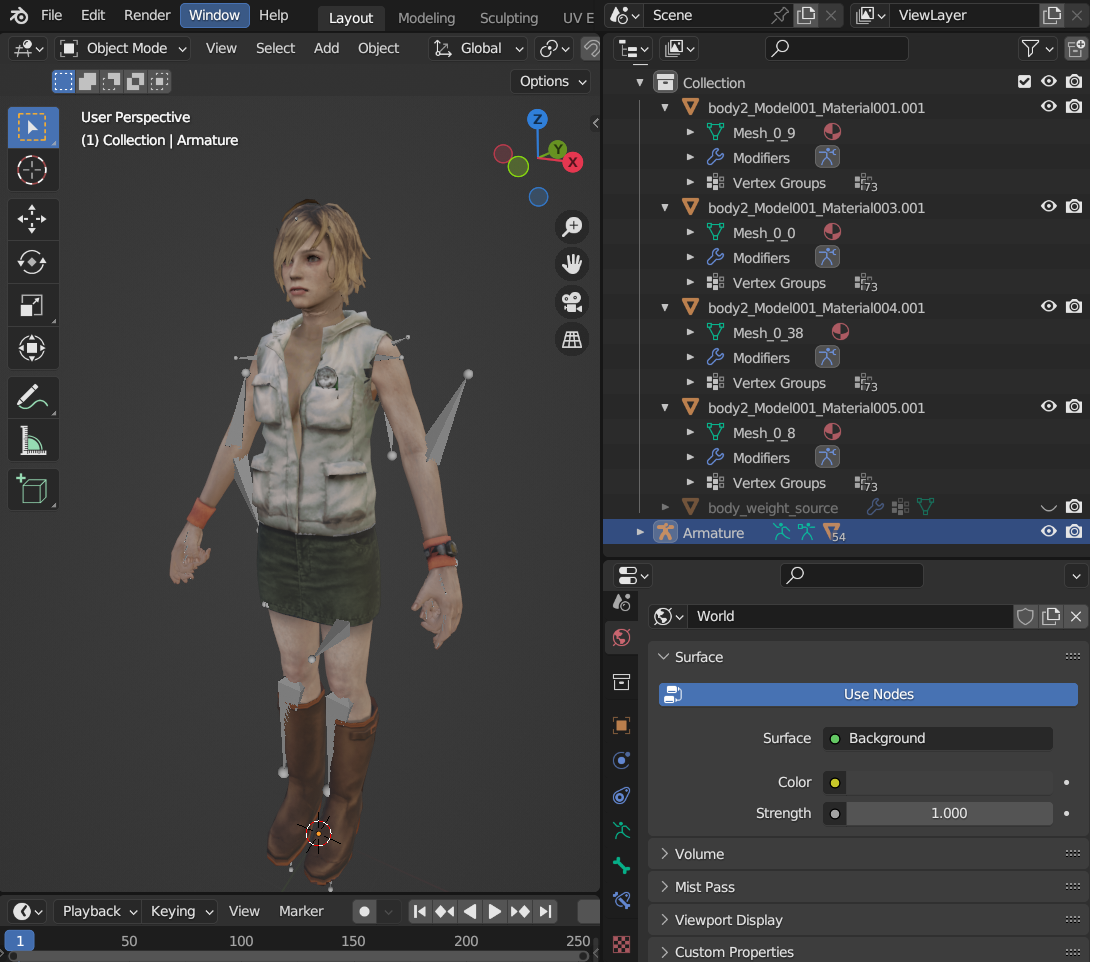 File Edit Render Window Help Layout Modeling Sculpting UV E Scene ViewLayer
Object Mode View Select Add Object Global
Options
User Perspective
(1) Collection | Armature
Z
Y
X
Collection
body2_Model001_Material001.001
Mesh_0_9
Modifiers
Vertex Groups 73
body2_Model001_Material003.001
Mesh_0_0
Modifiers
Vertex Groups 73
body2_Model001_Material004.001
Mesh_0_38
Modifiers
Vertex Groups 73
body2_Model001_Material005.001
Mesh_0_8
Modifiers
Vertex Groups 73
body_weight_source
Armature 54
World
Surface
Use Nodes
Surface Background
Color
Strength 1.000
Volume
Mist Pass
Viewport Display
Custom Properties
Playback Keying View Marker
1 50 100 150 200 250